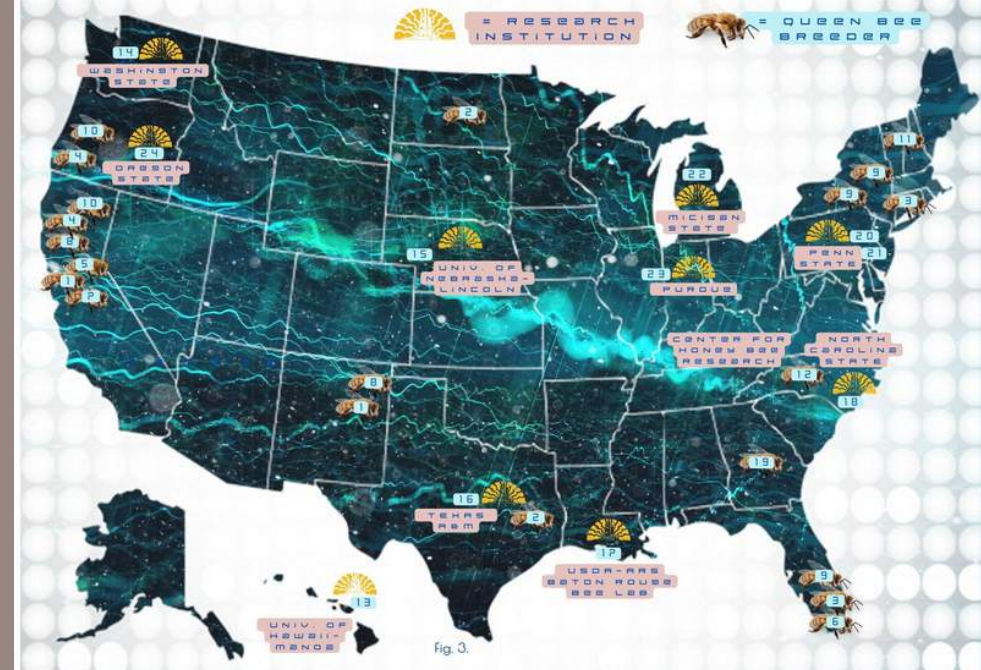 = RESEARCH
INSTITUTION
= QUEEN BEE
BREEDER
14
WASHINGTON
STATE
10
24
4
OREGON
STATE
2
11
9
9
3
22
MICIGAN
STATE
10
4
8
5
1
7
15
UNIV. OF
NEBRASKA-
LINCOLN
20
PENN
STATE
21
23
PURDUE
CENTER FOR
HONEY BEE
RESEARCH
NORTH
CAROLINA
STATE
12
18
8
1
19
16
TEXAS
A&M
2
17
USDA-ARS
BATON ROUGE
BEE LAB
9
3
6
13
UNIV. OF
HAWAII-
MANOA
Fig. 3.